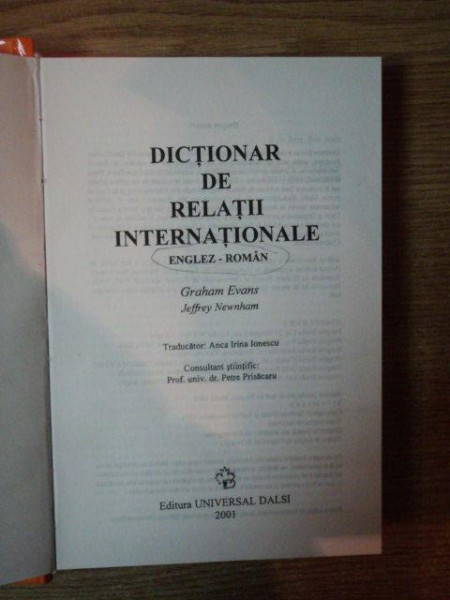 DICȚIONAR
DE
RELAȚII
INTERNAȚIONALE
ENGLEZ - ROMÂN
Graham Evans
Jeffrey Newnham
Traducător: Anca Irina Ionescu
Consultant științific:
Prof. univ. dr. Petre Prisăcaru
Editura UNIVERSAL DALSI
2001